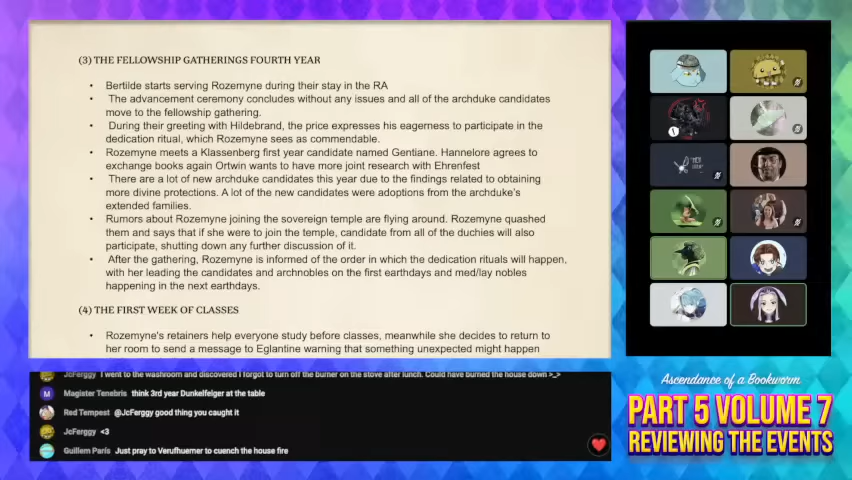 (3) THE FELLOWSHIP GATHERINGS FOURTH YEAR
• Bertilde starts serving Rozemyne during their stay in the RA
• The advancement ceremony concludes without any issues and all of the archduke candidates
move to the fellowship gathering.
• During their greeting with Hildebrand, the price expresses his eagerness to participate in the
dedication ritual, which Rozemyne sees as commendable.
• Rozemyne meets a Klassenberg first year candidate named Gentiane. Hannelore agrees to
exchange books again Ortwin wants to have more joint research with Ehrenfest
• There are a lot of new archduke candidates this year due to the findings related to obtaining
more divine protections. A lot of the new candidates were adoptions from the archduke's
extended families.
• Rumors about Rozemyne joining the sovereign temple are flying around. Rozemyne quashed
them and says that if she were to join the temple, candidate from all of the duchies will also
participate, shutting down any further discussion of it.
• After the gathering, Rozemyne is informed of the order in which the dedication rituals will happen,
with her leading the candidates and archnobles on the first earthdays and med/lay nobles
happening in the next earthdays.
(4) THE FIRST WEEK OF CLASSES
• Rozemyne's retainers help everyone study before classes, meanwhile she decides to return to
her room to send a message to Eglantine warning that something unexpected might happen
JcFerggy I went to the washroom and discovered I forgot to turn off the burner on the stove after lunch. Could have burned the house down >_>
M Magister Tenebris think 3rd year Dunkelfelger at the table
Red Tempest @JcFerggy good thing you caught it
JcFerggy <3
Guillem París Just pray to Verufhuemer to cuench the house fire
Ascendance of a Bookworm
PART 5 VOLUME 7
REVIEWING THE EVENTS